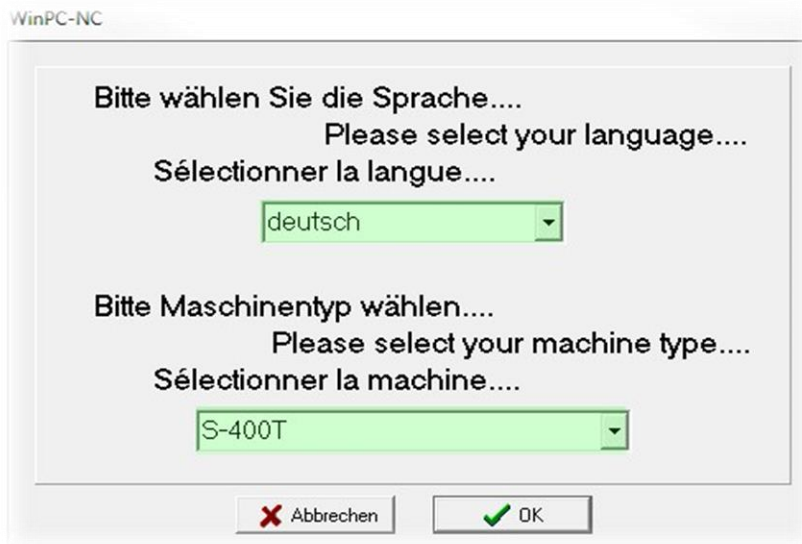 WinPC-NC
Bitte wählen Sie die Sprache....
Please select your language....
Sélectionner la langue....
deutsch
Bitte Maschinentyp wählen....
Please select your machine type....
Sélectionner la machine....
S-400T
Abbrechen
OK